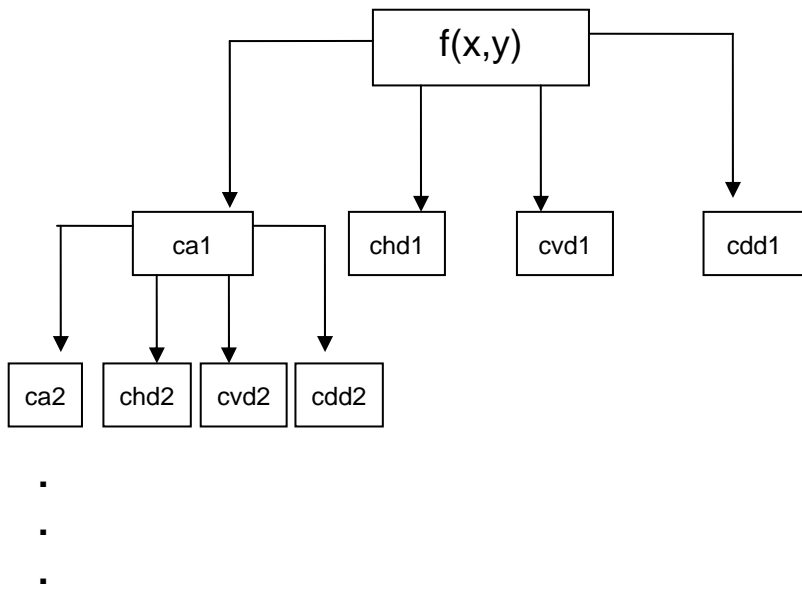 f(x,y)
ca1
chd1
cvd1
cdd1
ca2
chd2
cvd2
cdd2
.
.
.